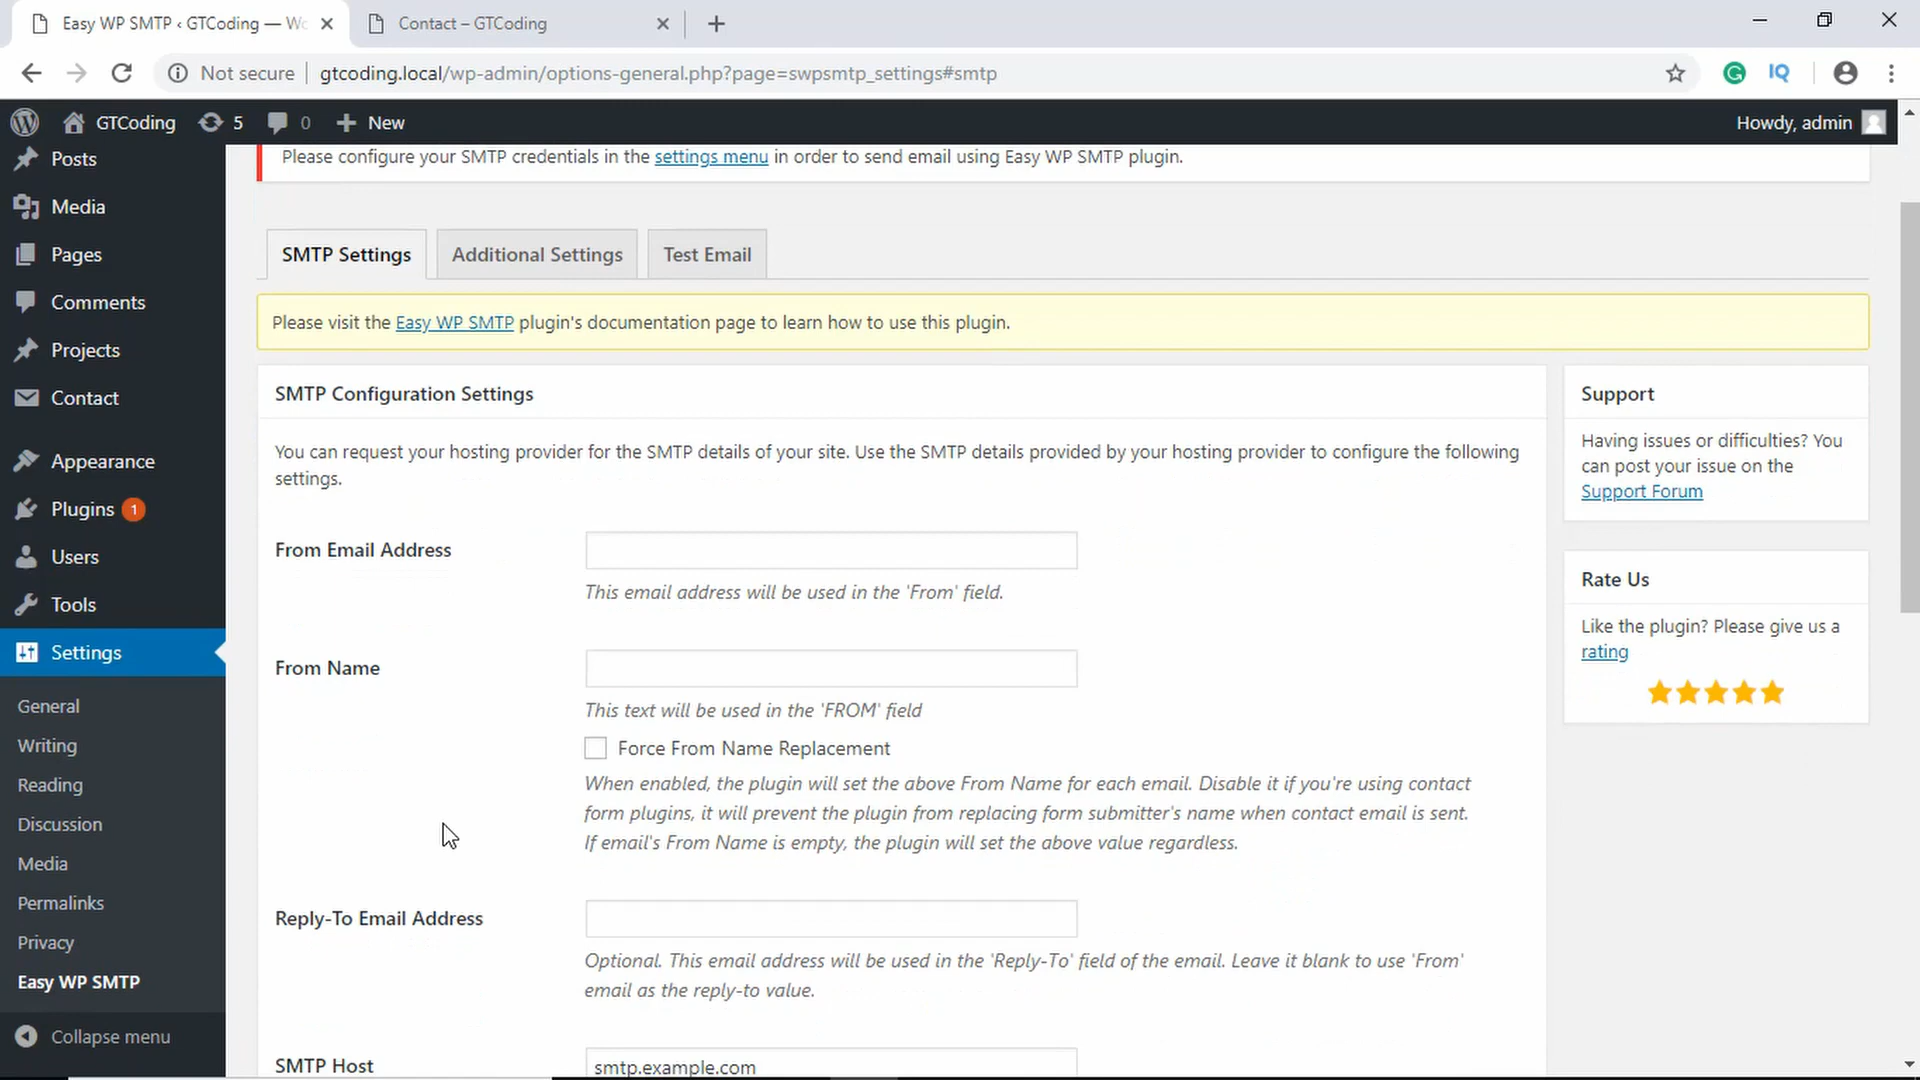 Easy WP SMTP ‹ GTCoding — Wo
Contact – GTCoding
Not secure
gtcoding.local/wp-admin/options-general.php?page=swpsmtp_settings#smtp
GTCoding
5
0
New
Howdy, admin
Posts
Media
Pages
Comments
Projects
Contact
Appearance
Plugins 1
Users
Tools
Settings
General
Writing
Reading
Discussion
Media
Permalinks
Privacy
Easy WP SMTP
Collapse menu
Please configure your SMTP credentials in the settings menu in order to send email using Easy WP SMTP plugin.
SMTP Settings
Additional Settings
Test Email
Please visit the Easy WP SMTP plugin's documentation page to learn how to use this plugin.
SMTP Configuration Settings
You can request your hosting provider for the SMTP details of your site. Use the SMTP details provided by your hosting provider to configure the following
settings.
From Email Address
This email address will be used in the 'From' field.
From Name
This text will be used in the 'FROM' field
Force From Name Replacement
When enabled, the plugin will set the above From Name for each email. Disable it if you're using contact
form plugins, it will prevent the plugin from replacing form submitter's name when contact email is sent.
If email's From Name is empty, the plugin will set the above value regardless.
Reply-To Email Address
Optional. This email address will be used in the 'Reply-To' field of the email. Leave it blank to use 'From'
email as the reply-to value.
SMTP Host
smtp.example.com
Support
Having issues or difficulties? You
can post your issue on the
Support Forum
Rate Us
Like the plugin? Please give us a
rating